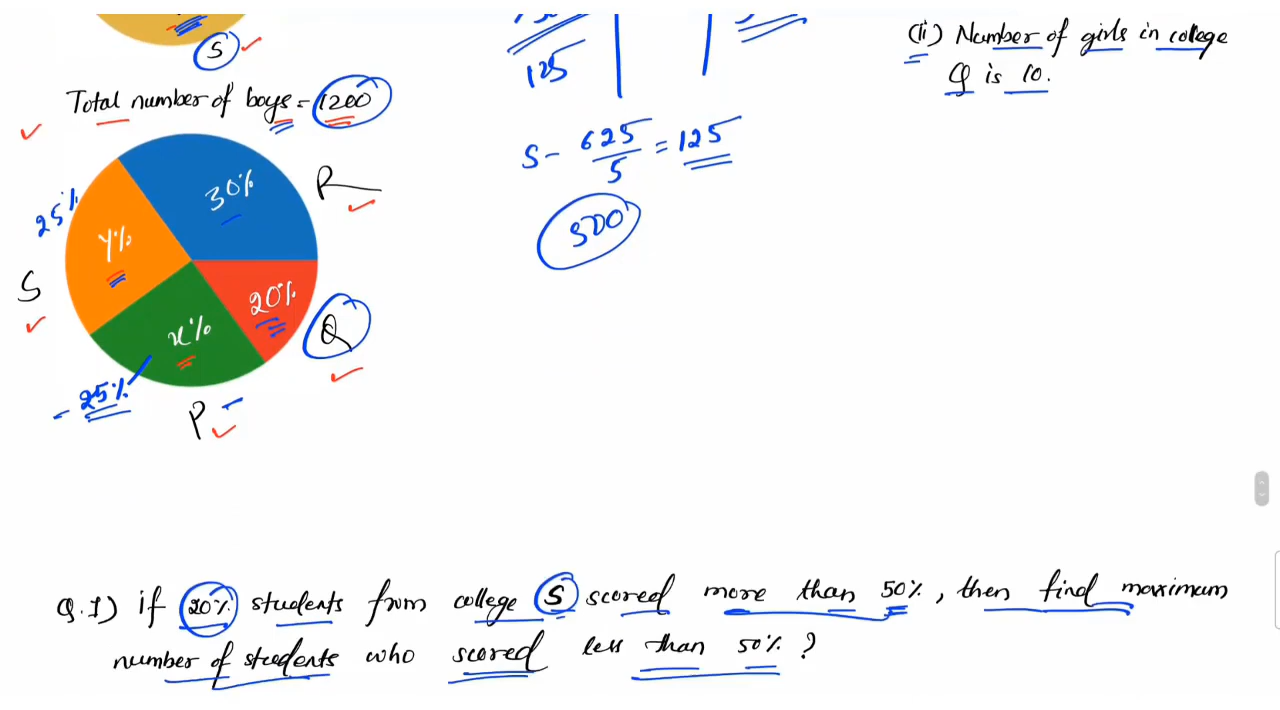 S
125
Total number of boys = 1200
30%
R
25%
Y%
S
20%
Q
x%
- 25%
P
S - 625/5 = 125
500
(ii) Number of girls in college
Q is 10.
Q.1) if 20% students from college S scored more than 50%, then find maximum
number of students who scored less than 50% ?